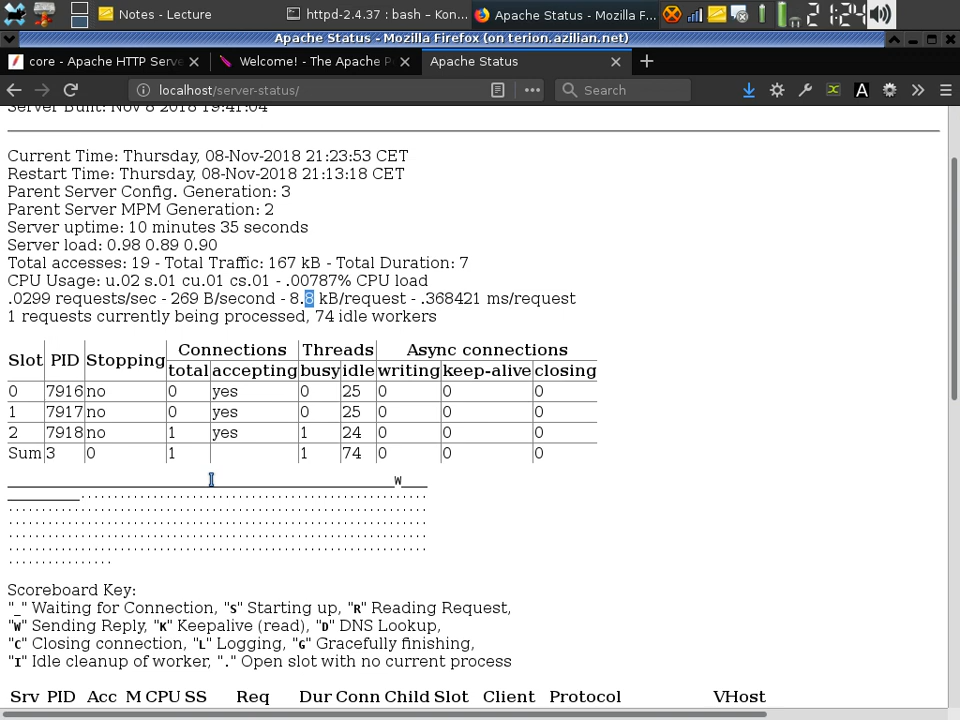 Notes - Lecture
httpd-2.4.37 : bash – Kon...
Apache Status - Mozilla F...
21:24
Apache Status - Mozilla Firefox (on terion.azilian.net)
core - Apache HTTP Serve
Welcome! - The Apache P
Apache Status
localhost/server-status/
Search
A
Server Built: Nov 8 2018 19:41:04
Current Time: Thursday, 08-Nov-2018 21:23:53 CET
Restart Time: Thursday, 08-Nov-2018 21:13:18 CET
Parent Server Config. Generation: 3
Parent Server MPM Generation: 2
Server uptime: 10 minutes 35 seconds
Server load: 0.98 0.89 0.90
Total accesses: 19 - Total Traffic: 167 kB - Total Duration: 7
CPU Usage: u.02 s.01 cu.01 cs.01 - .00787% CPU load
.0299 requests/sec - 269 B/second - 8.8 kB/request - .368421 ms/request
1 requests currently being processed, 74 idle workers
Slot PID Stopping Connections Threads Async connections
total accepting busy idle writing keep-alive closing
0 7916 no 0 yes 0 25 0 0 0
1 7917 no 0 yes 0 25 0 0 0
2 7918 no 1 yes 1 24 0 0 0
Sum 3 0 1 1 74 0 0 0
________________________________________________W___
_________.......................................................
................................................................
................................................................
................................................................
................................................................
................
Scoreboard Key:
"_" Waiting for Connection, "S" Starting up, "R" Reading Request,
"W" Sending Reply, "K" Keepalive (read), "D" DNS Lookup,
"C" Closing connection, "L" Logging, "G" Gracefully finishing,
"I" Idle cleanup of worker, "." Open slot with no current process
Srv PID Acc M CPU SS Req Dur Conn Child Slot Client Protocol VHost